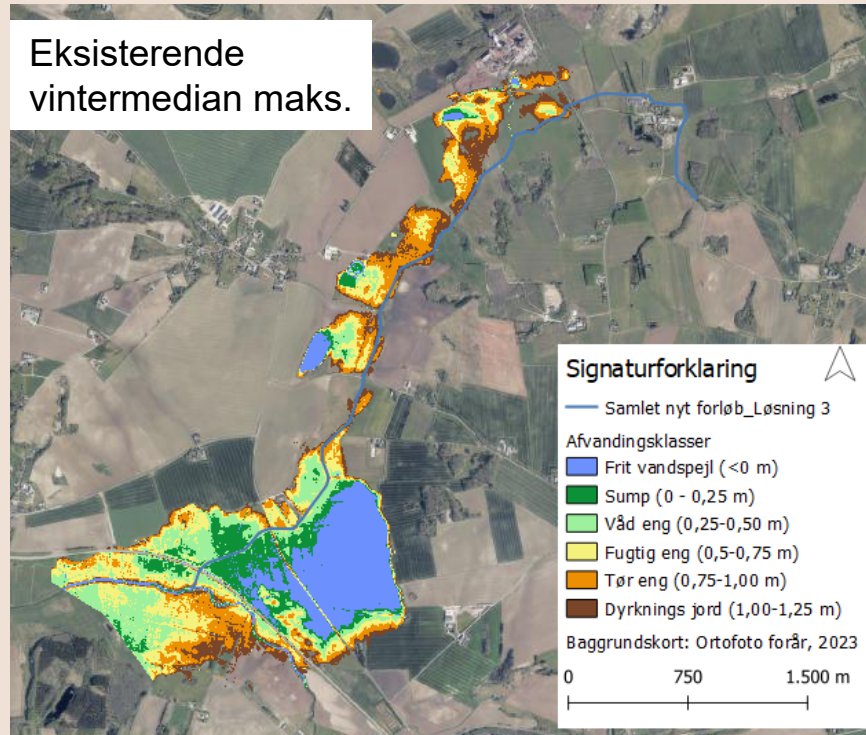 Eksisterende
vintermedian maks.
Signaturforklaring
Samlet nyt forløb_Løsning 3
Afvandingsklasser
Frit vandspejl (<0 m)
Sump (0 - 0,25 m)
Våd eng (0,25-0,50 m)
Fugtig eng (0,5-0,75 m)
Tør eng (0,75-1,00 m)
Dyrknings jord (1,00-1,25 m)
Baggrundskort: Ortofoto forår, 2023
0 750 1.500 m